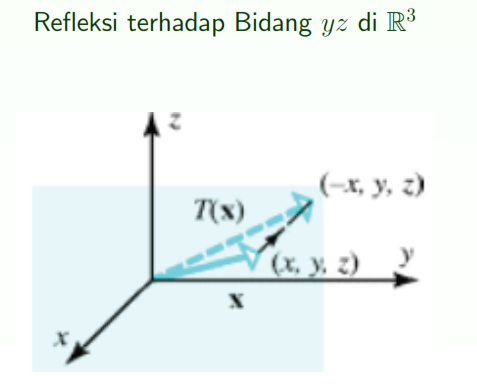 Refleksi terhadap Bidang yz di ℝ³
z
(−x, y, z)
T(x)
(x, y, z)
y
x
x